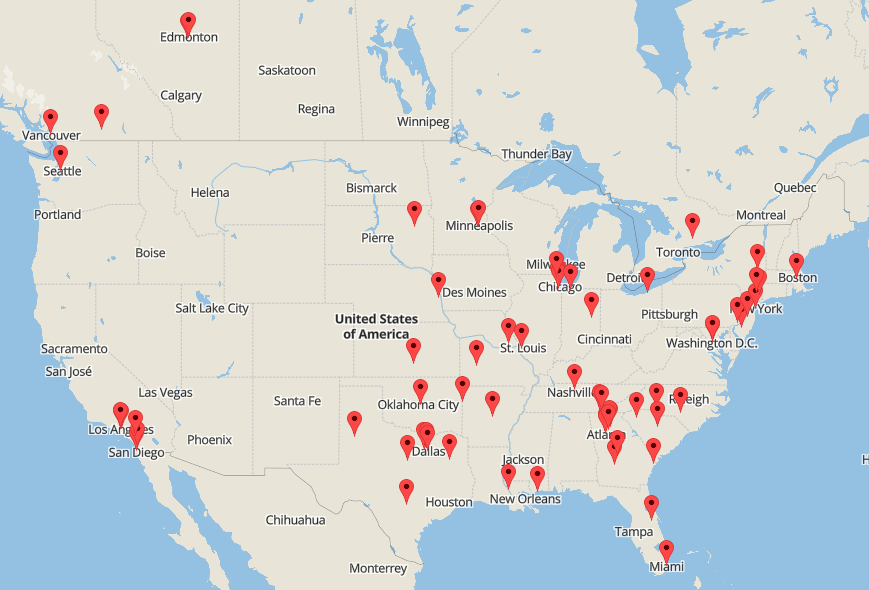 Edmonton
Saskatoon
Calgary
Regina
Winnipeg
Vancouver
Seattle
Thunder Bay
Quebec
Helena
Bismarck
Portland
Montreal
Minneapolis
Pierre
Toronto
Boise
Milwaukee
Detroit
Boston
Chicago
Des Moines
Salt Lake City
New York
Pittsburgh
United States
of America
Cincinnati
Washington D.C.
Sacramento
St. Louis
San José
Las Vegas
Nashville
Santa Fe
Raleigh
Oklahoma City
Los Angeles
Atlanta
Phoenix
San Diego
Dallas
Jackson
New Orleans
Houston
Chihuahua
Tampa
Miami
Monterrey